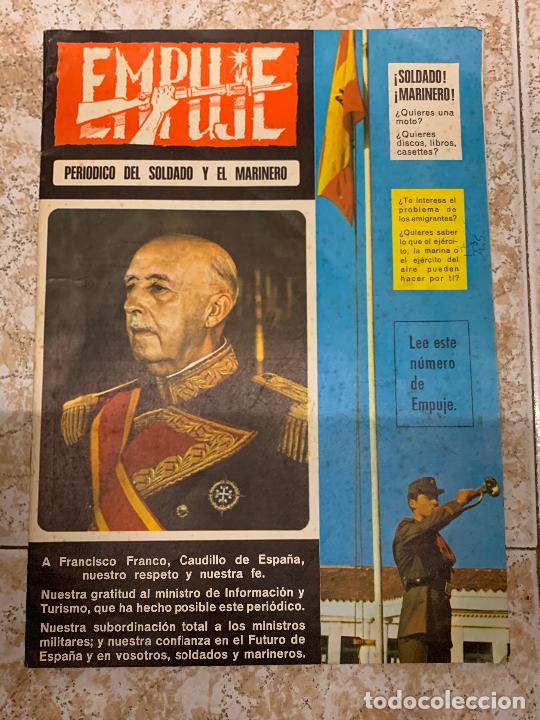 EMPUJE
PERIODICO DEL SOLDADO Y EL MARINERO
¡SOLDADO!
¡MARINERO!
¿Quieres una
moto?
¿Quieres
discos, libros,
casettes?
¿Te interesa el
problema de
los emigrantes?
¿Quieres saber
lo que el ejérci-
to, la marina o
el ejército del
aire pueden
hacer por tí?
Lee este
número
de
Empuje.
A Francisco Franco, Caudillo de España,
nuestro respeto y nuestra fe.
Nuestra gratitud al ministro de Información y
Turismo, que ha hecho posible este periódico.
Nuestra subordinación total a los ministros
militares; y nuestra confianza en el Futuro de
España y en vosotros, soldados y marineros.
todocoleccion